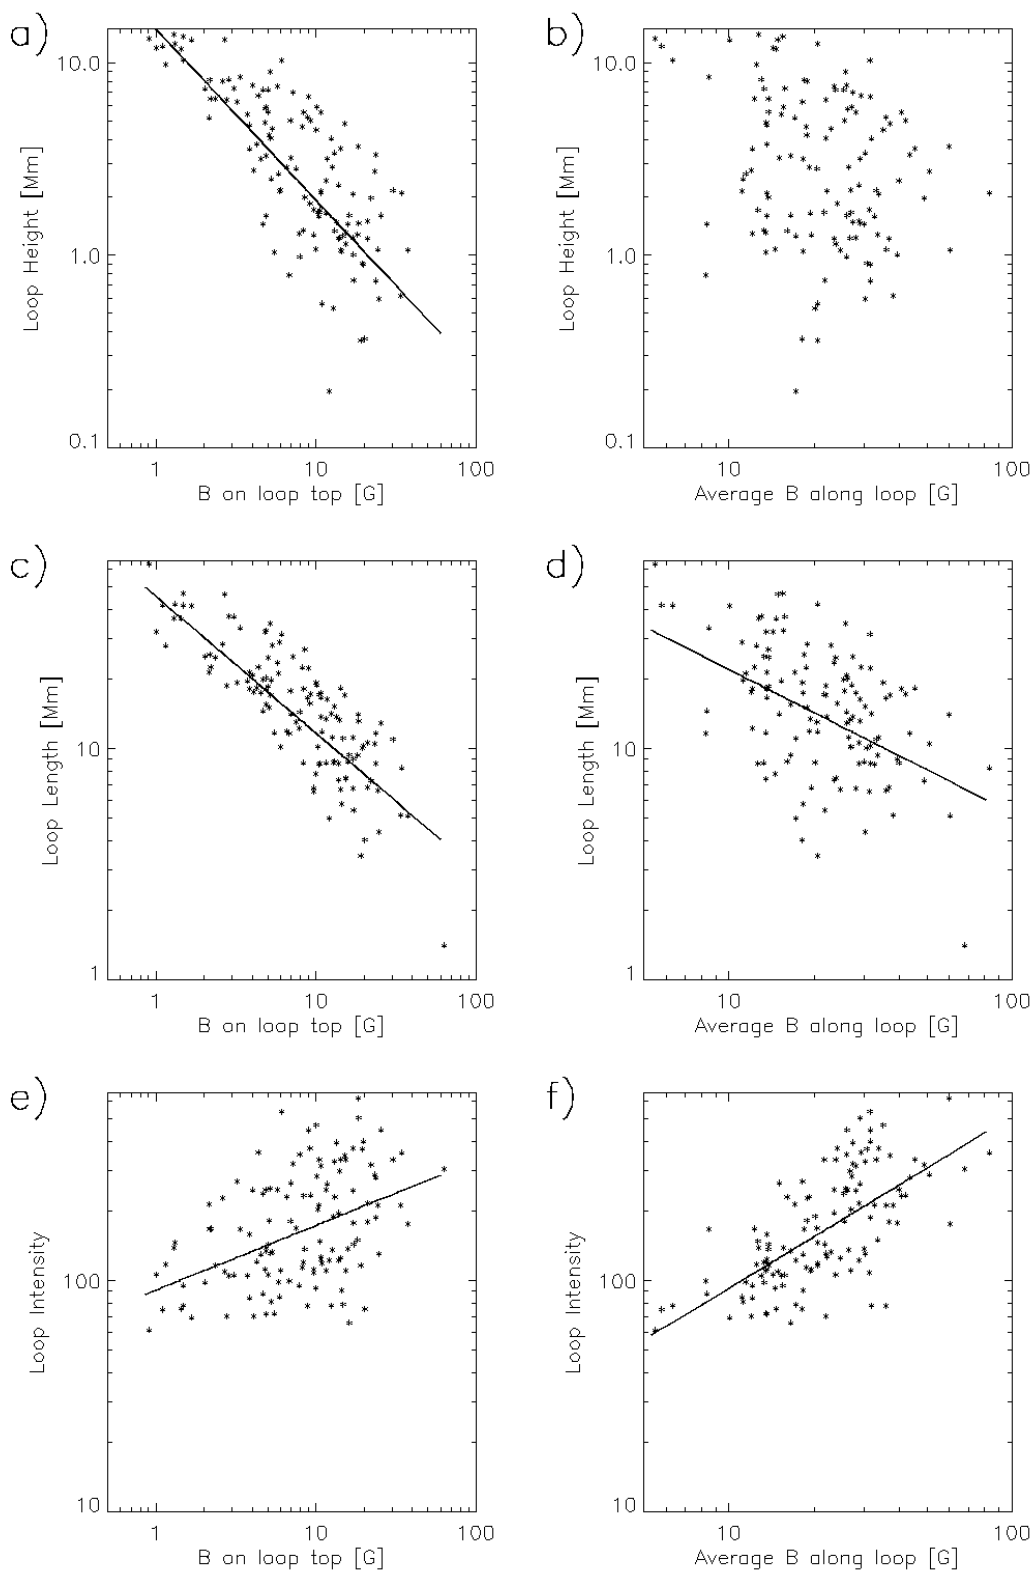 a)
10.0
1.0
0.1
Loop Height [Mm]
1
10
100
B on loop top [G]
b)
10.0
1.0
0.1
Loop Height [Mm]
10
100
Average B along loop [G]
c)
10
1
Loop Length [Mm]
1
10
100
B on loop top [G]
d)
10
1
Loop Length [Mm]
10
100
Average B along loop [G]
e)
100
10
Loop Intensity
1
10
100
B on loop top [G]
f)
100
10
Loop Intensity
10
100
Average B along loop [G]